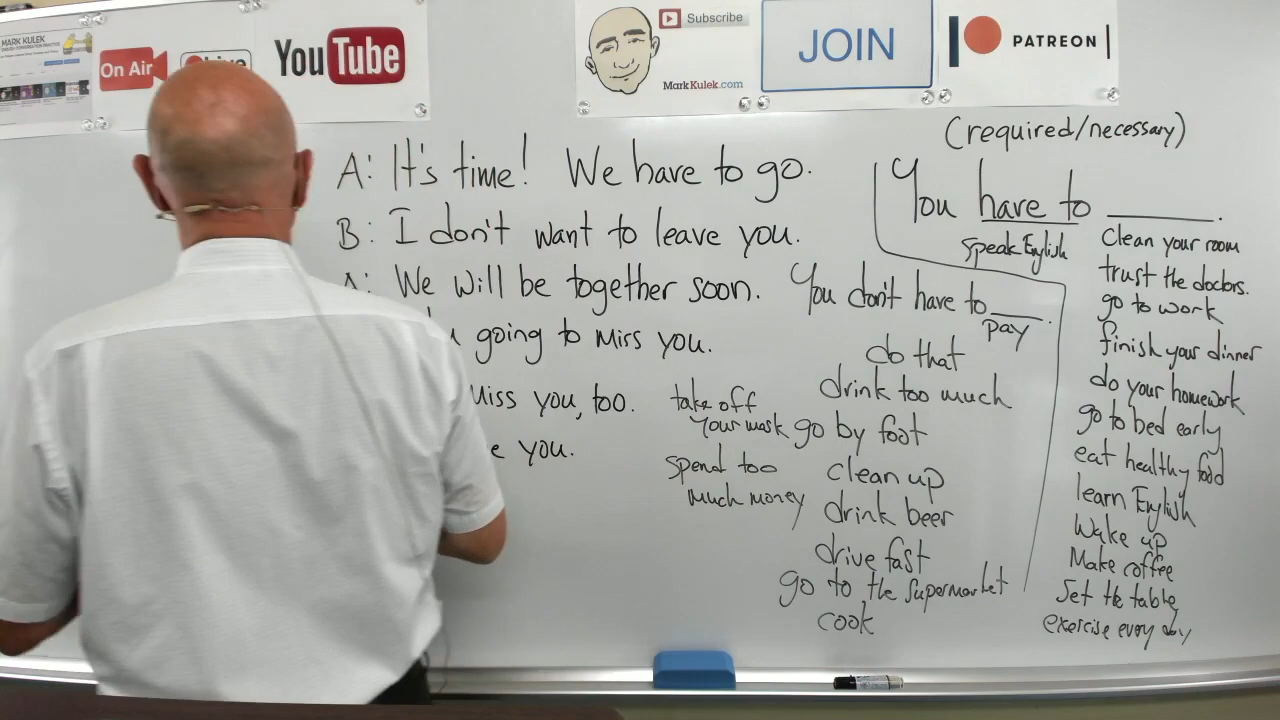 MARK KULEK
On Air
YouTube
Subscribe
MarkKulek.com
JOIN
PATREON
A: It's time! We have to go.
B: I don't want to leave you.
A: We will be together soon.
going to miss you.
Miss you, too.
you.
(required/necessary)
You have to ______.
Speak English
Clean your room
trust the doctors.
go to work
finish your dinner
do your homework
go to bed early
eat healthy food
learn English
Wake up
Make coffee
Set the table
exercise every day
You don't have to ____.
pay
do that
drink too much
go by foot
clean up
drink beer
drive fast
go to the supermarket
cook
take off
Your mask
spend too
much money